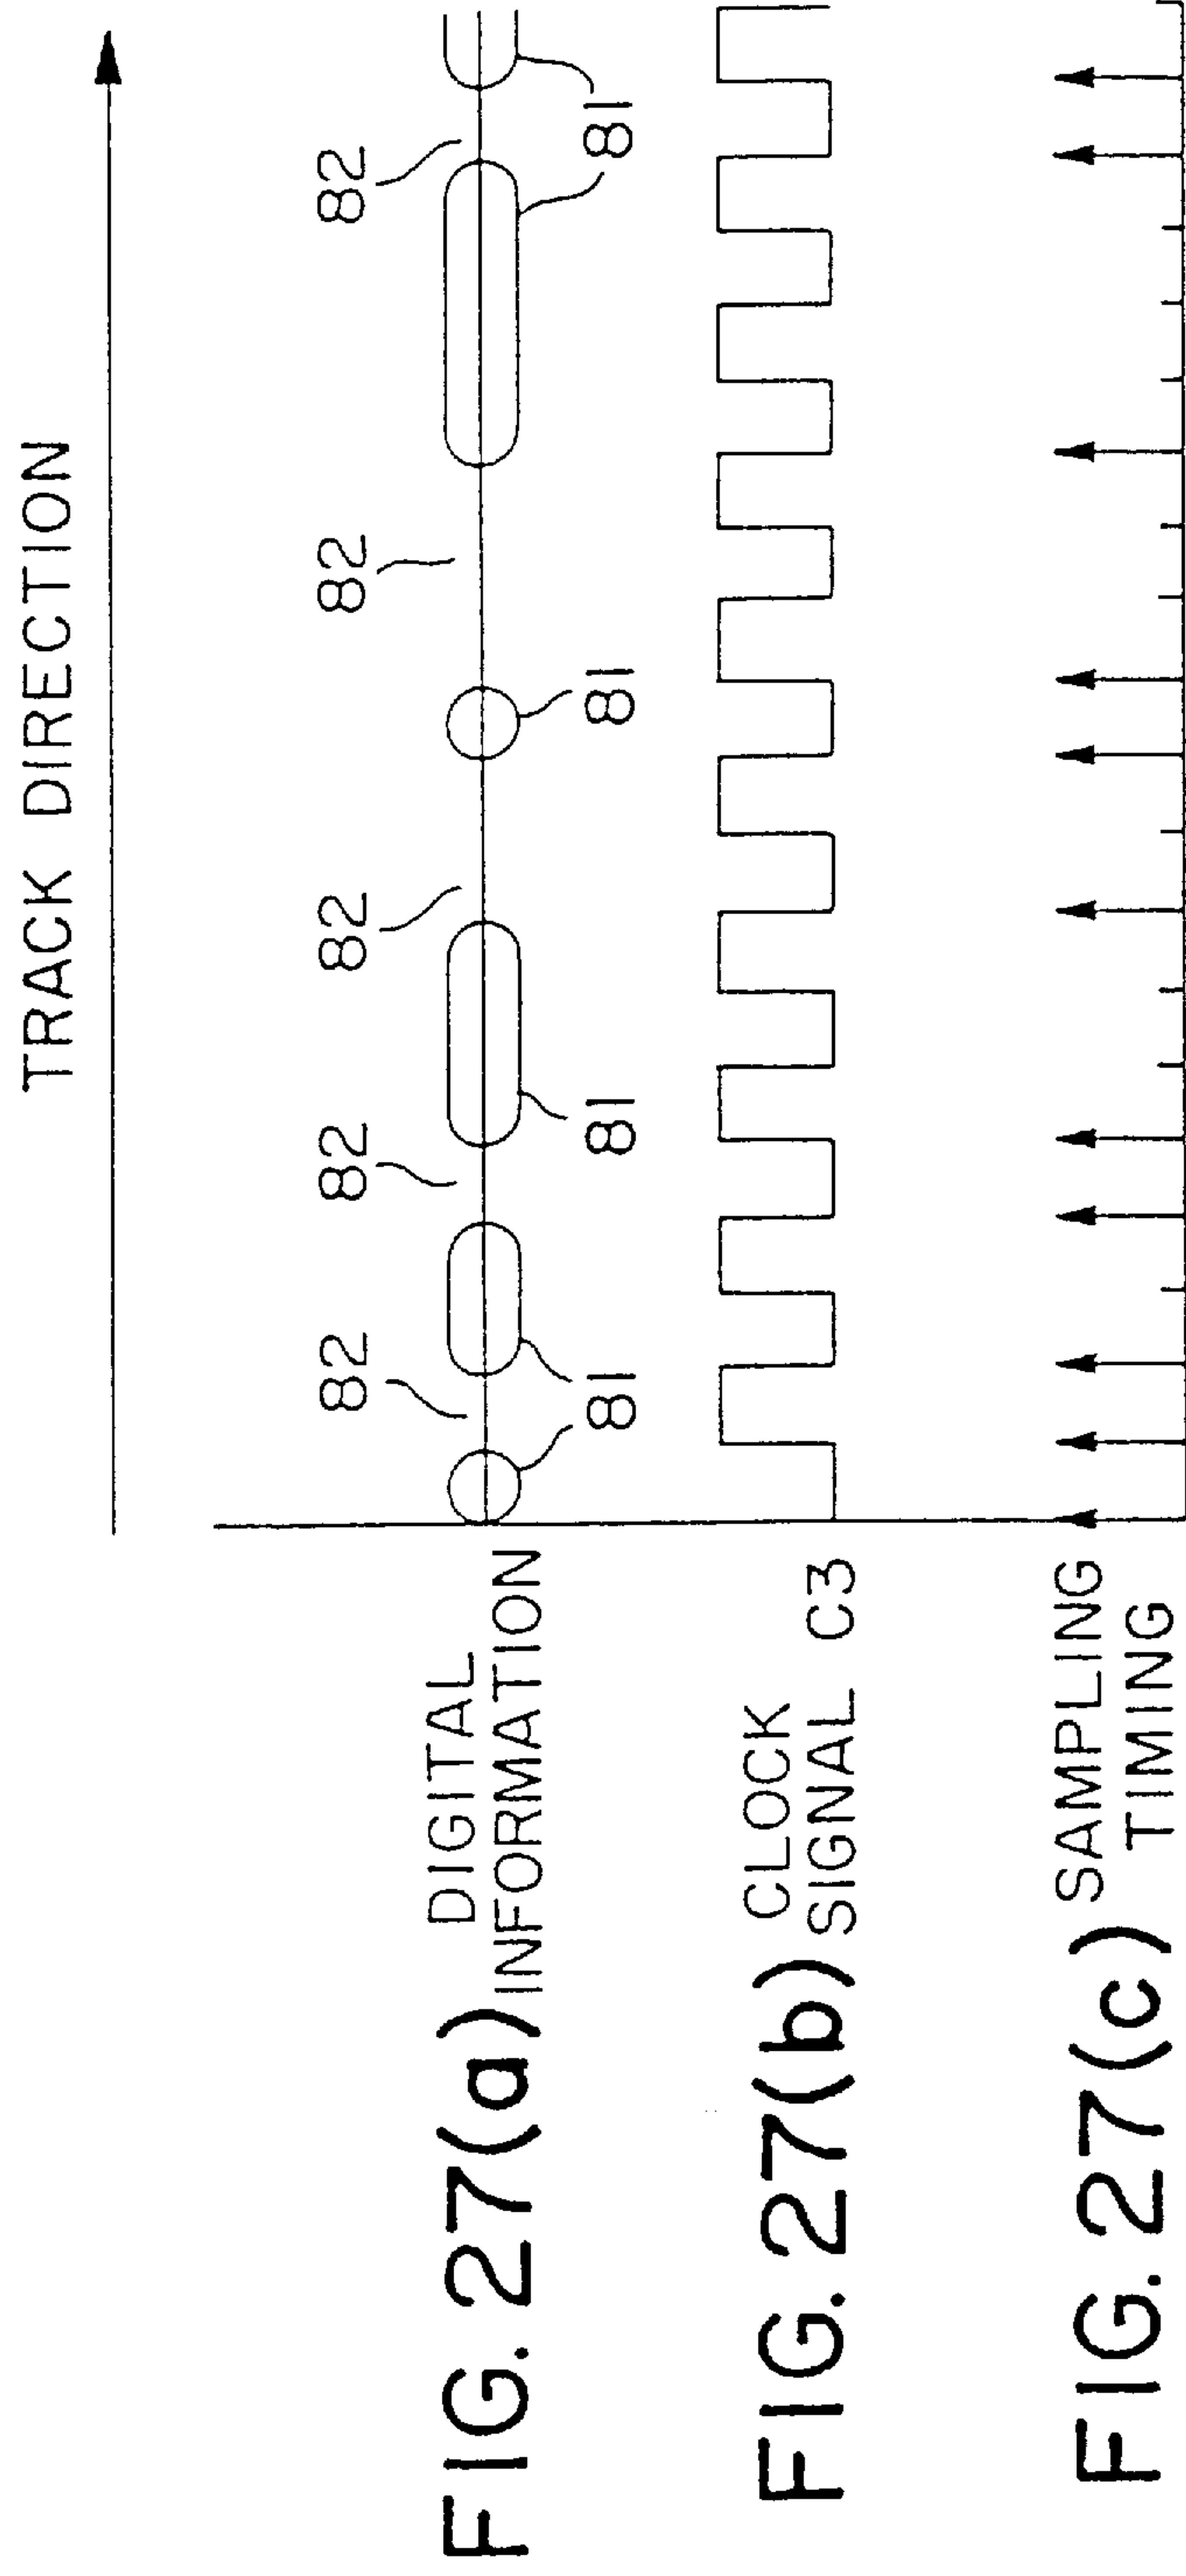 TRACK DIRECTION
82
82
82
82
82
81
81
81
81
FIG. 27(a)
DIGITAL
INFORMATION
FIG. 27(b)
CLOCK
SIGNAL C3
FIG. 27(c)
SAMPLING
TIMING